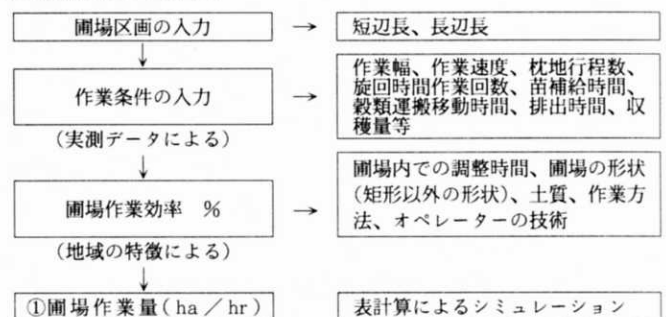 圃場区画の入力 → 短辺長、長辺長
↓
作業条件の入力 → 作業幅、作業速度、枕地行程数、
旋回時間作業回数、苗補給時間、
穀類運搬移動時間、排出時間、収
穫量等
(実測データによる)
↓
圃場作業効率 % → 圃場内での調整時間、圃場の形状
(矩形以外の形状)、土質、作業方
法、オペレーターの技術
(地域の特徴による)
↓
①圃場作業量(ha/hr) 表計算によるシミュレーション